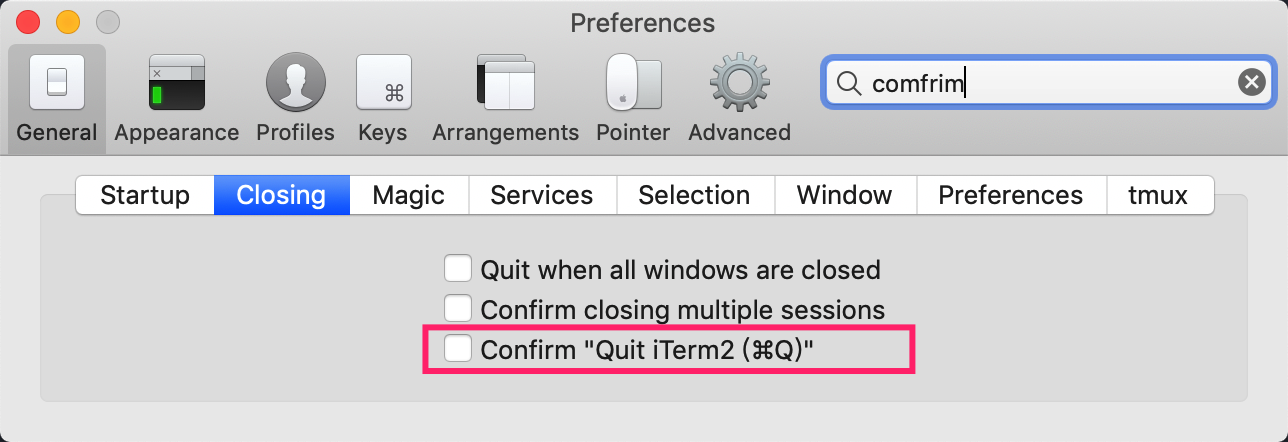 Preferences
comfrim
General Appearance Profiles Keys Arrangements Pointer Advanced
Startup Closing Magic Services Selection Window Preferences tmux
Quit when all windows are closed
Confirm closing multiple sessions
Confirm "Quit iTerm2 (⌘Q)"